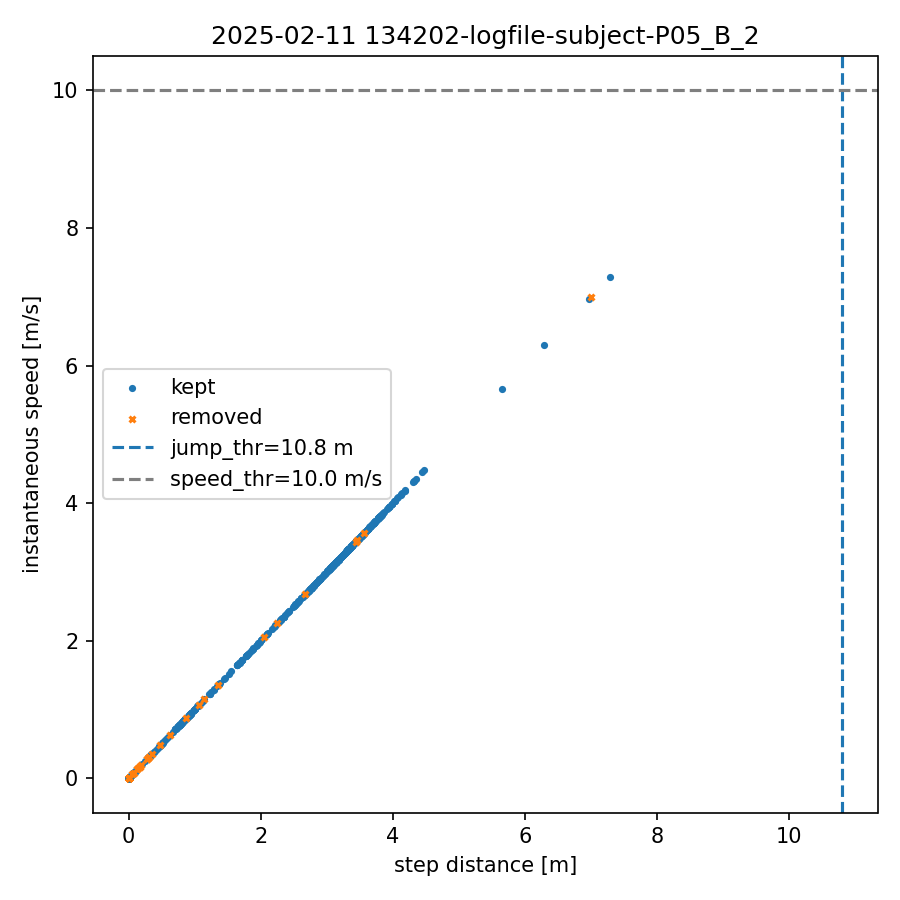 2025-02-11 134202-logfile-subject-P05_B_2
instantaneous speed [m/s]
10
8
6
4
2
0
kept
removed
jump_thr=10.8 m
speed_thr=10.0 m/s
0 2 4 6 8 10
step distance [m]